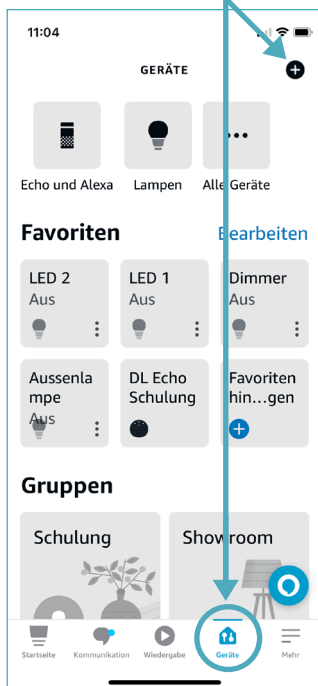 11:04
GERÄTE
Echo und Alexa
Lampen
Alle Geräte
Favoriten
Bearbeiten
LED 2
Aus
LED 1
Aus
Dimmer
Aus
Aussenla
mpe
Aus
DL Echo
Schulung
Favoriten
hin...gen
Gruppen
Schulung
Showroom
Startseite
Kommunikation
Wiedergabe
Geräte
Mehr